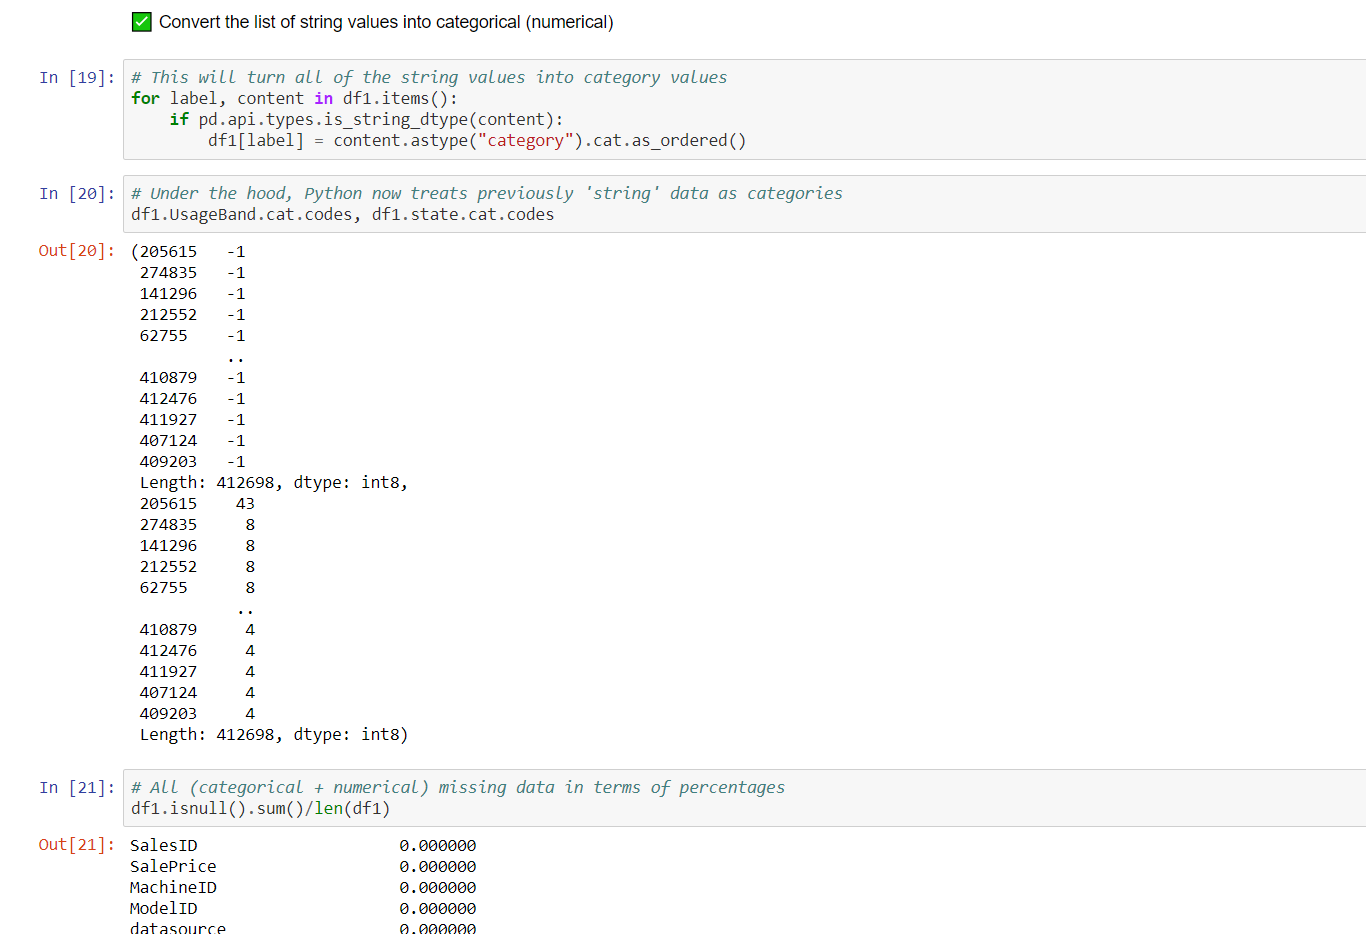 ✅ Convert the list of string values into categorical (numerical)
In [19]: # This will turn all of the string values into category values
for label, content in df1.items():
    if pd.api.types.is_string_dtype(content):
        df1[label] = content.astype("category").cat.as_ordered()
In [20]: # Under the hood, Python now treats previously 'string' data as categories
df1.UsageBand.cat.codes, df1.state.cat.codes
Out[20]: (205615   -1
 274835   -1
 141296   -1
 212552   -1
 62755    -1
          ..
 410879   -1
 412476   -1
 411927   -1
 407124   -1
 409203   -1
 Length: 412698, dtype: int8,
 205615    43
 274835     8
 141296     8
 212552     8
 62755      8
           ..
 410879     4
 412476     4
 411927     4
 407124     4
 409203     4
 Length: 412698, dtype: int8)
In [21]: # All (categorical + numerical) missing data in terms of percentages
df1.isnull().sum()/len(df1)
Out[21]: SalesID                     0.000000
SalePrice                   0.000000
MachineID                   0.000000
ModelID                     0.000000
datasource                  0.000000